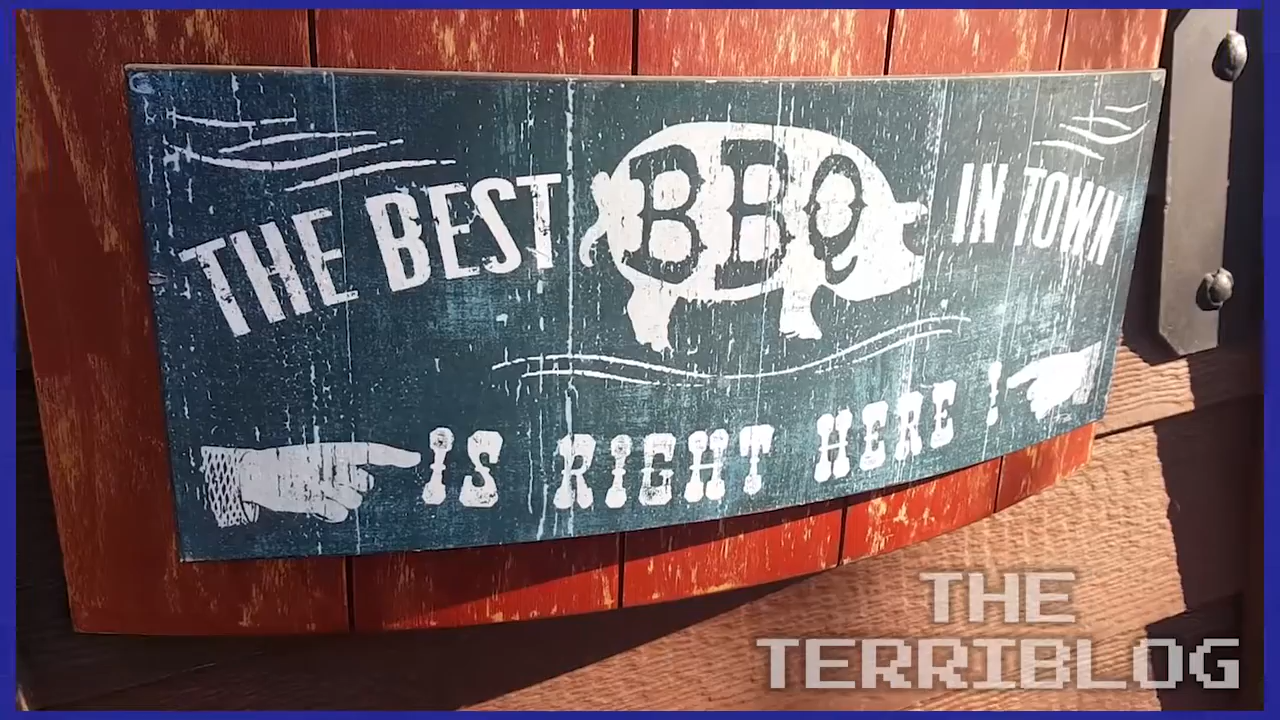 THE BEST BBQ IN TOWN
IS RIGHT HERE !
THE
TERRIBLOG